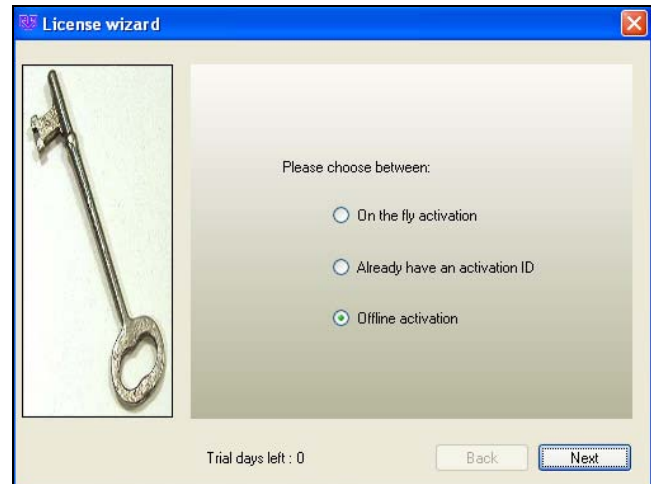 License wizard
Please choose between:
On the fly activation
Already have an activation ID
Offline activation
Trial days left : 0
Back
Next